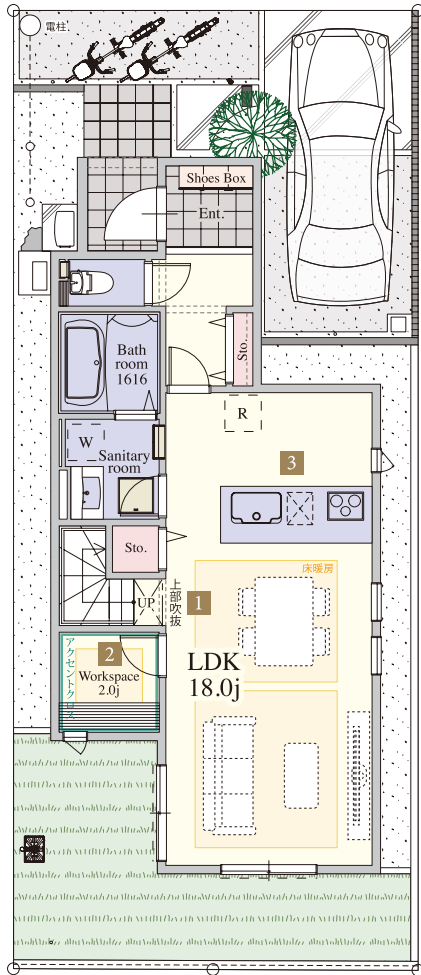 電柱
Shoes Box
Ent.
Sto.
Bath
room
1616
R
W
Sanitary
room
3
Sto.
床暖房
UP
上部吹抜
1
アクセントクロス
2
Workspace
2.0j
LDK
18.0j